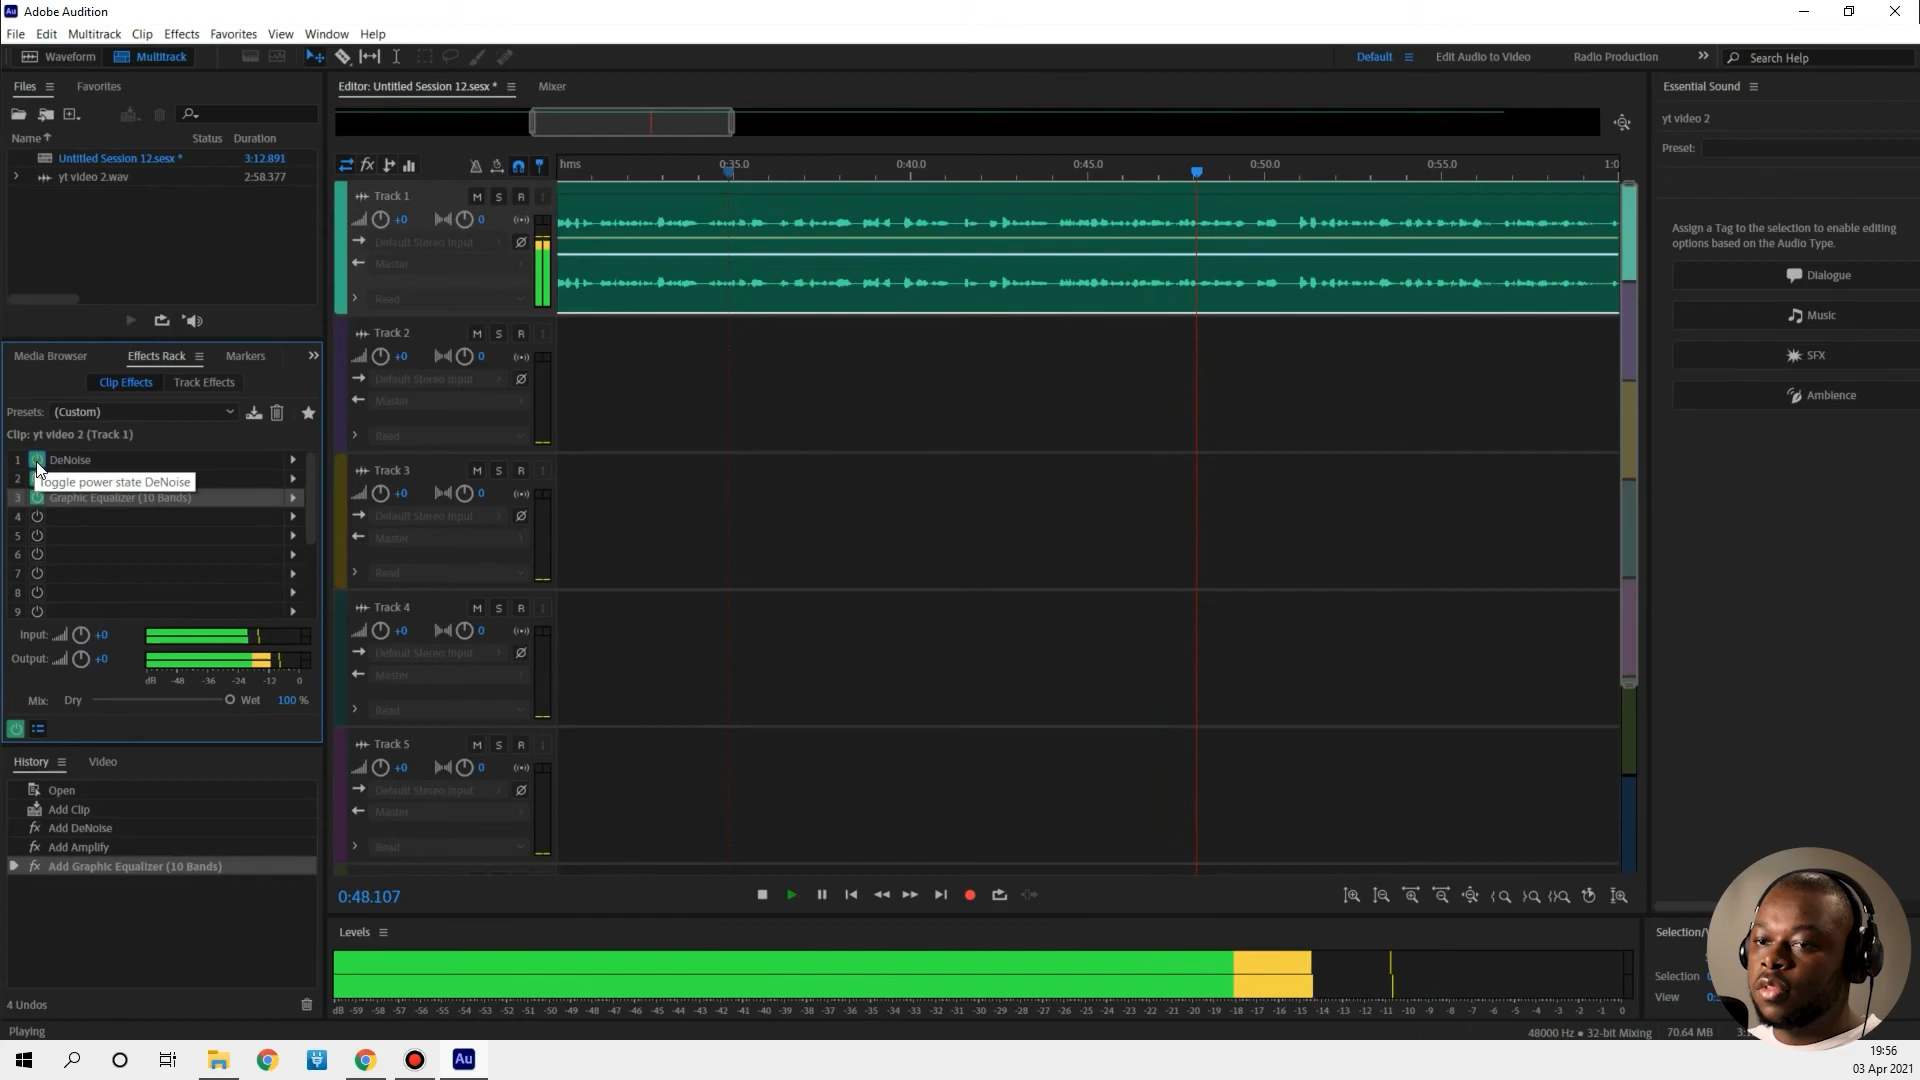 Adobe Audition
File Edit Multitrack Clip Effects Favorites View Window Help
Waveform Multitrack Default Edit Audio to Video Radio Production Search Help
Files Favorites
Name Status Duration
Untitled Session 12.sesx * 3:12.891
yt video 2.wav 2:58.377
Media Browser Effects Rack Markers
Clip Effects Track Effects
Presets: (Custom)
Clip: yt video 2 (Track 1)
1 DeNoise
2
Toggle power state DeNoise
3 Graphic Equalizer (10 Bands)
4
5
6
7
8
9
Input: +0
Output: +0
dB -48 -36 -24 -12 0
Mix: Dry Wet 100 %
History Video
Open
Add Clip
fx Add DeNoise
fx Add Amplify
fx Add Graphic Equalizer (10 Bands)
4 Undos
Playing
Editor: Untitled Session 12.sesx * Mixer
fx hms 0:35.0 0:40.0 0:45.0 0:50.0 0:55.0 1:0
Track 1 M S R I
+0 0
Default Stereo Input
Master
Read
Track 2 M S R I
+0 0
Default Stereo Input
Master
Read
Track 3 M S R I
+0 0
Default Stereo Input
Master
Read
Track 4 M S R I
+0 0
Default Stereo Input
Master
Read
Track 5 M S R I
+0 0
Default Stereo Input
Master
Read
0:48.107
Levels
dB -59 -58 -57 -56 -55 -54 -53 -52 -51 -50 -49 -48 -47 -46 -45 -44 -43 -42 -41 -40 -39 -38 -37 -36 -35 -34 -33 -32 -31 -30 -29 -28 -27 -26 -25 -24 -23 -22 -21 -20 -19 -18 -17 -16 -15 -14 -13 -12 -11 -10 -9 -8 -7 -6 -5 -4 -3 -2 -1 0
48000 Hz ● 32-bit Mixing 70.64 MB
Essential Sound
yt video 2
Preset:
Assign a Tag to the selection to enable editing
options based on the Audio Type.
Dialogue
Music
SFX
Ambience
Selection/
Selection
View
Au
19:56
03 Apr 2021